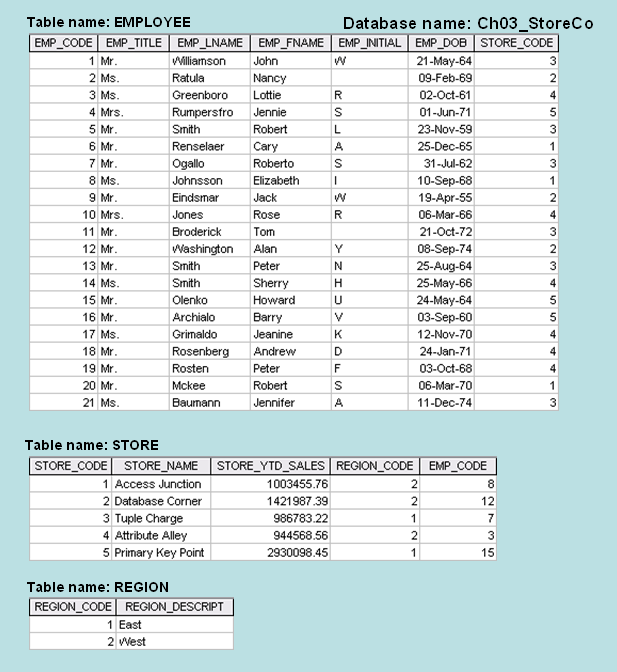 Table name: EMPLOYEE Database name: Ch03_StoreCo
EMP_CODE EMP_TITLE EMP_LNAME EMP_FNAME EMP_INITIAL EMP_DOB STORE_CODE
1 Mr. Williamson John W 21-May-64 3
2 Ms. Ratula Nancy 09-Feb-69 2
3 Ms. Greenboro Lottie R 02-Oct-61 4
4 Mrs. Rumpersfro Jennie S 01-Jun-71 5
5 Mr. Smith Robert L 23-Nov-59 3
6 Mr. Renselaer Cary A 25-Dec-65 1
7 Mr. Ogallo Roberto S 31-Jul-62 3
8 Ms. Johnsson Elizabeth I 10-Sep-68 1
9 Mr. Eindsmar Jack W 19-Apr-55 2
10 Mrs. Jones Rose R 06-Mar-66 4
11 Mr. Broderick Tom 21-Oct-72 3
12 Mr. Washington Alan Y 08-Sep-74 2
13 Mr. Smith Peter N 25-Aug-64 3
14 Ms. Smith Sherry H 25-May-66 4
15 Mr. Olenko Howard U 24-May-64 5
16 Mr. Archialo Barry V 03-Sep-60 5
17 Ms. Grimaldo Jeanine K 12-Nov-70 4
18 Mr. Rosenberg Andrew D 24-Jan-71 4
19 Mr. Rosten Peter F 03-Oct-68 4
20 Mr. Mckee Robert S 06-Mar-70 1
21 Ms. Baumann Jennifer A 11-Dec-74 3
Table name: STORE
STORE_CODE STORE_NAME STORE_YTD_SALES REGION_CODE EMP_CODE
1 Access Junction 1003455.76 2 8
2 Database Corner 1421987.39 2 12
3 Tuple Charge 986783.22 1 7
4 Attribute Alley 944568.56 2 3
5 Primary Key Point 2930098.45 1 15
Table name: REGION
REGION_CODE REGION_DESCRIPT
1 East
2 West